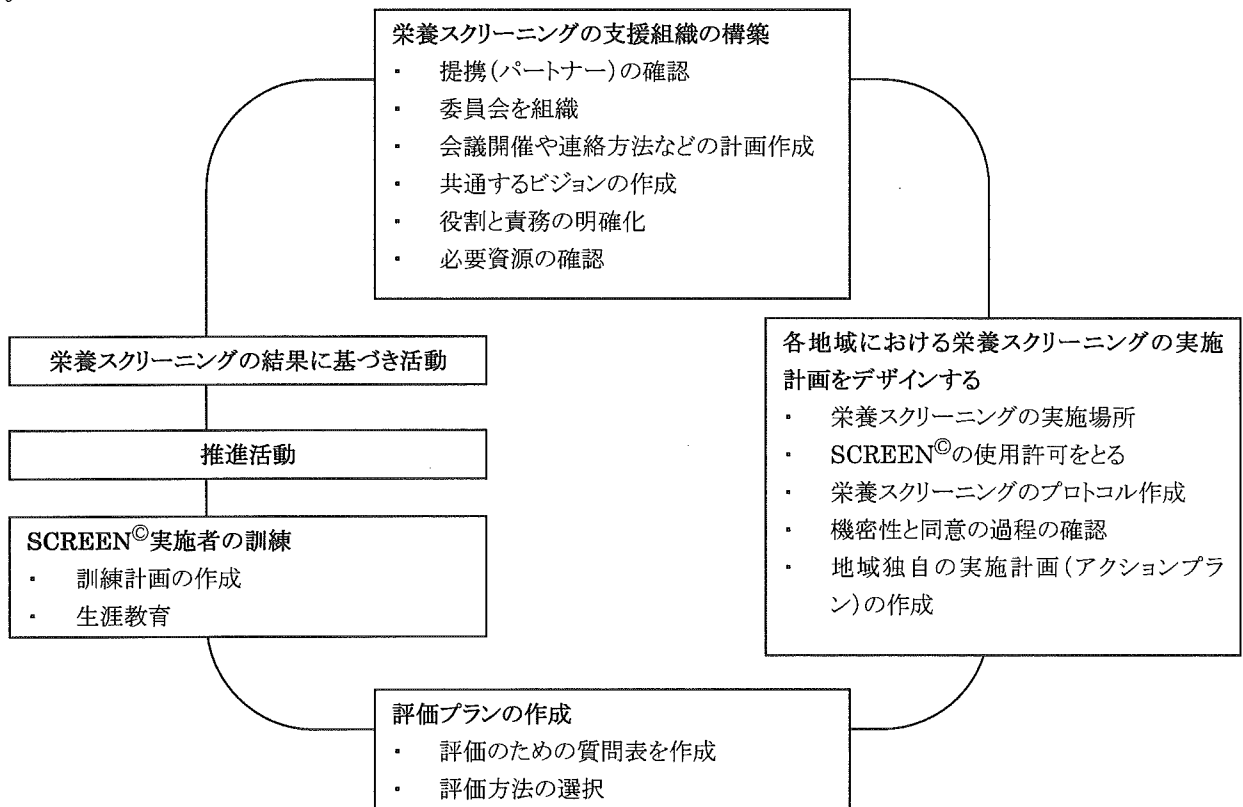 栄養スクリーニングの支援組織の構築
・ 提携(パートナー)の確認
・ 委員会を組織
・ 会議開催や連絡方法などの計画作成
・ 共通するビジョンの作成
・ 役割と責務の明確化
・ 必要資源の確認
各地域における栄養スクリーニングの実施
計画をデザインする
・ 栄養スクリーニングの実施場所
・ SCREEN©の使用許可をとる
・ 栄養スクリーニングのプロトコル作成
・ 機密性と同意の過程の確認
・ 地域独自の実施計画(アクションプラ
ン)の作成
評価プランの作成
・ 評価のための質問表を作成
・ 評価方法の選択
SCREEN©実施者の訓練
・ 訓練計画の作成
・ 生涯教育
推進活動
栄養スクリーニングの結果に基づき活動